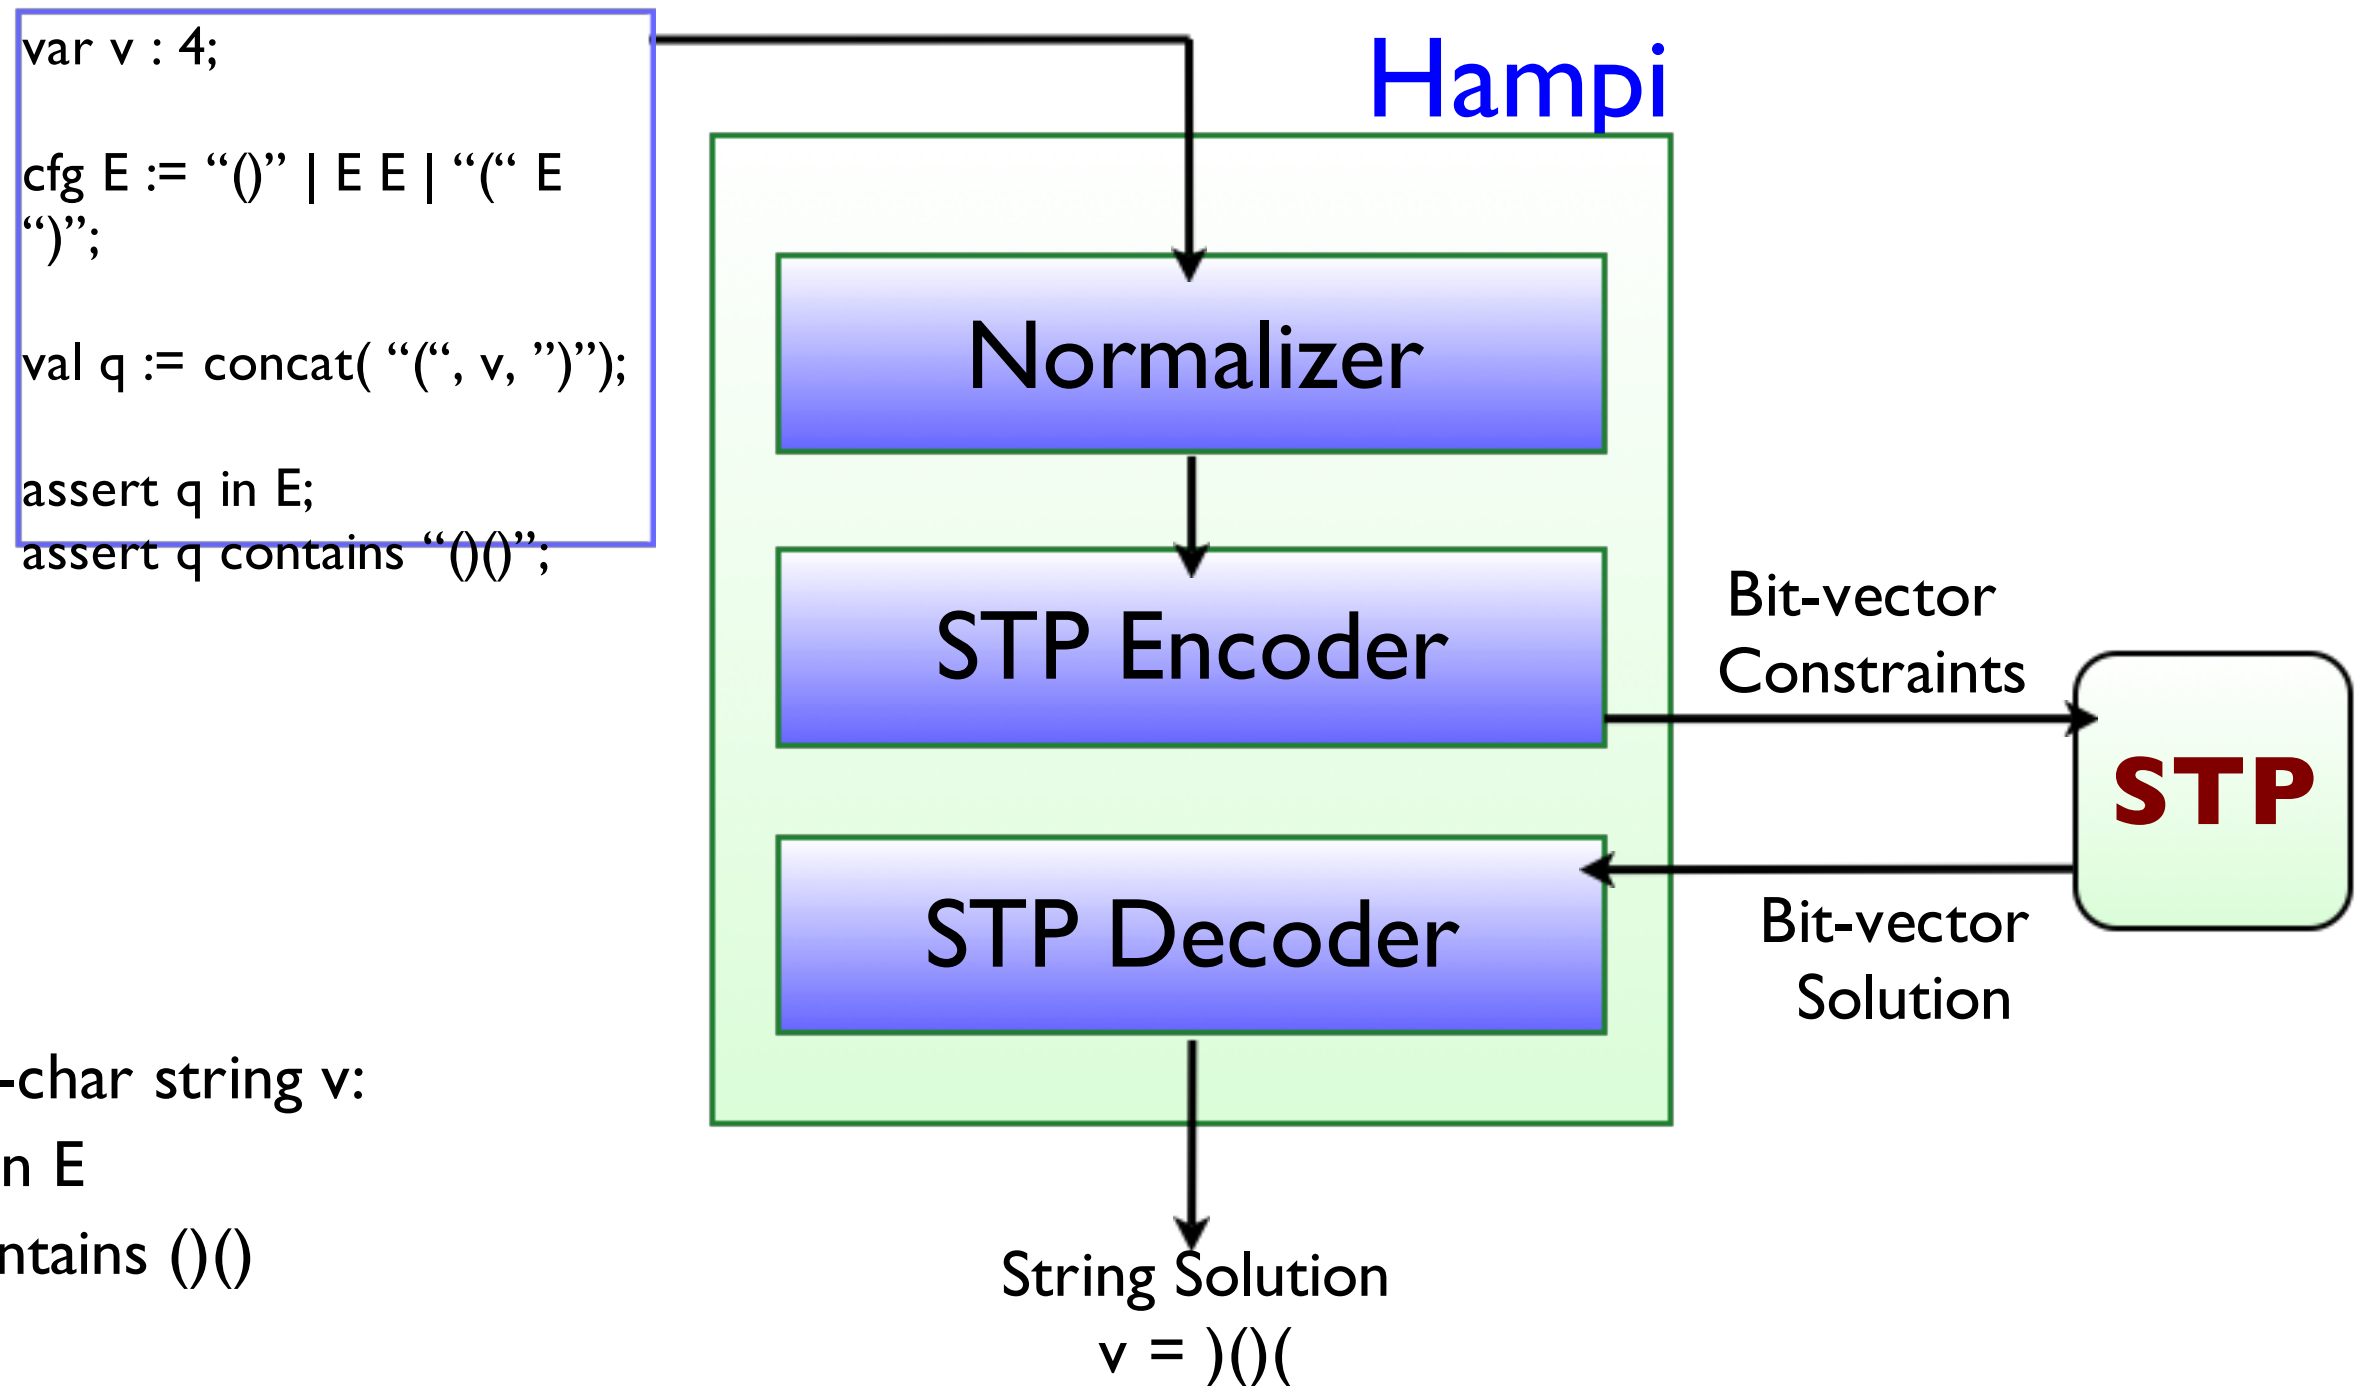 var v : 4;
cfg E := “()” | E E | “(“ E
“)”;
val q := concat( “(“, v, ”)”);
assert q in E;
assert q contains “()()”;
Hampi
Normalizer
STP Encoder
Bit-vector
Constraints
STP
STP Decoder
Bit-vector
Solution
-char string v:
n E
ntains ()()
String Solution
v = )()(